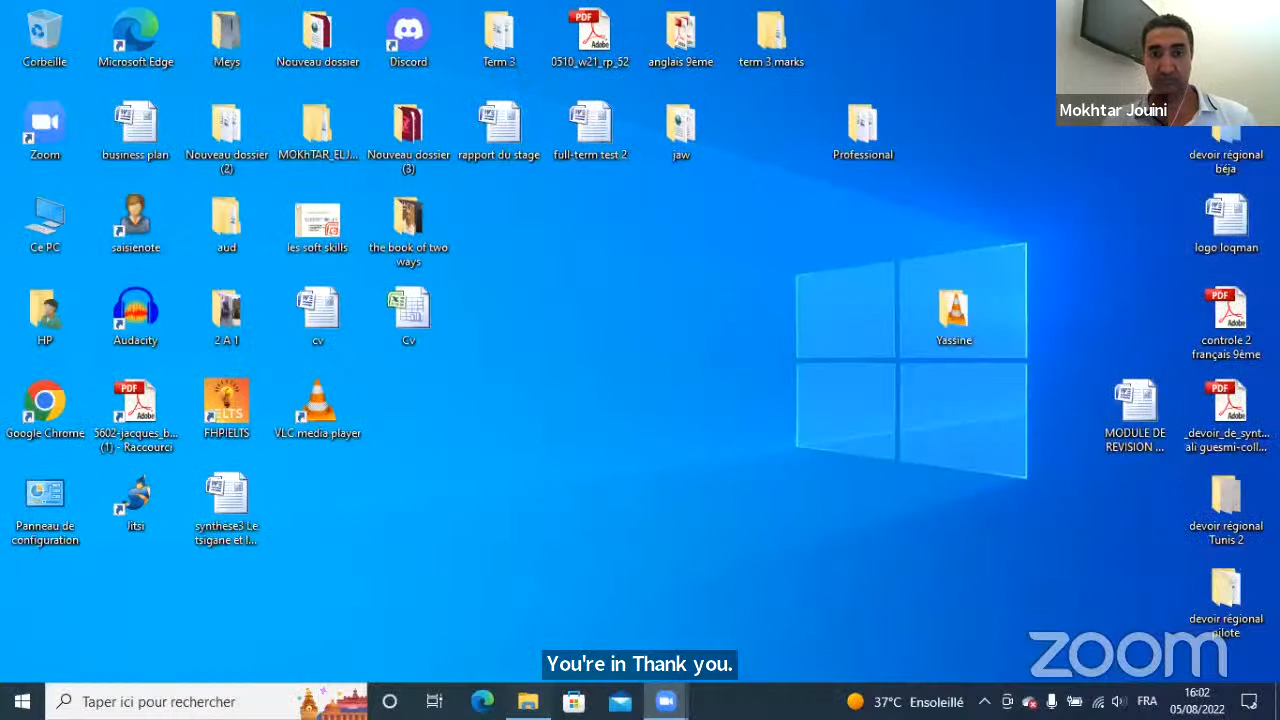 Corbeille
Microsoft Edge
Meys
Nouveau dossier
Discord
Term 3
0510_w21_rp_52
anglais 9ème
term 3 marks
Mokhtar Jouini
Zoom
business plan
Nouveau dossier
(2)
MOKhTAR_ELJ...
Nouveau dossier
(3)
rapport du stage
full-term test 2
jaw
Professional
devoir régional
béja
Ce PC
saisienote
aud
les soft skills
the book of two
ways
logo loqman
HP
Audacity
2 A 1
cv
Cv
Yassine
controle 2
français 9ème
Google Chrome
5602-jacques_b...
(1) - Raccourci
FHPIELTS
VLC media player
MODULE DE
REVISION ...
_devoir_de_synt...
ali guesmi-coll...
Panneau de
configuration
Jitsi
synthèse3 Le
tsigane et l...
devoir régional
Tunis 2
devoir régional
pilote
zoom
You're in Thank you.
Taper ici pour rechercher
37°C Ensoleillé
FRA
16:02
05/08/2022